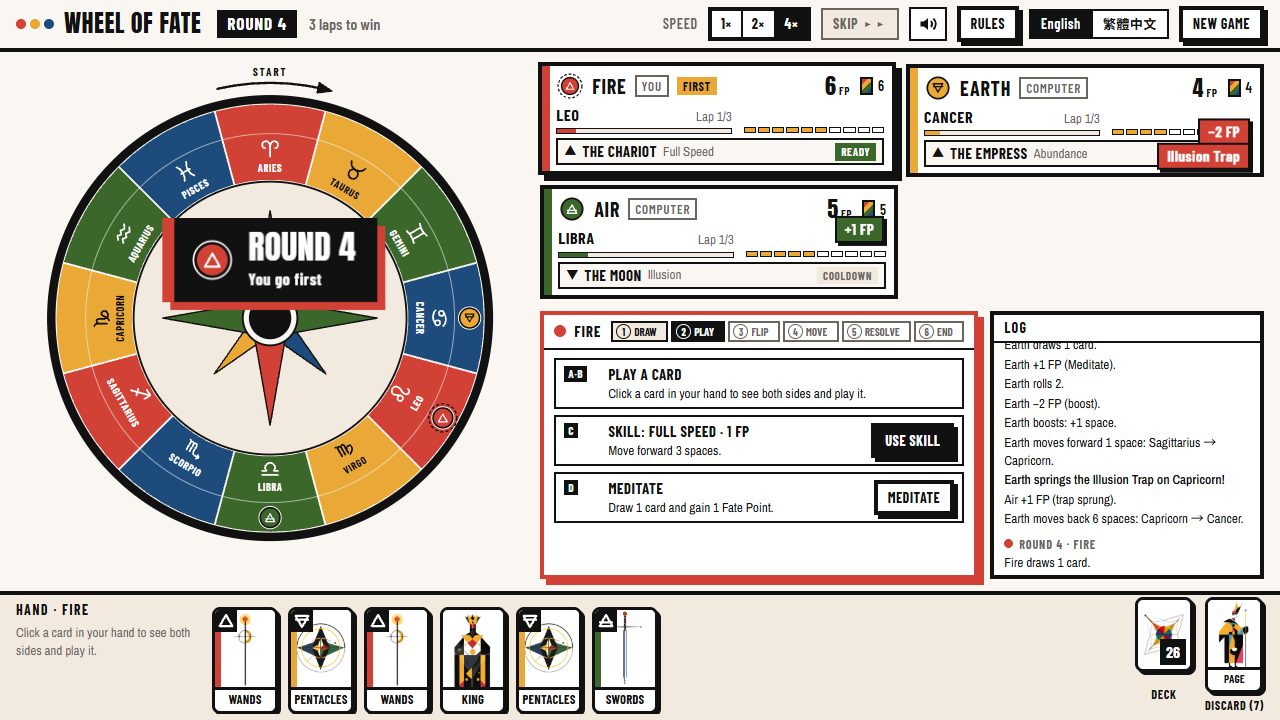 WHEEL OF FATE
ROUND 4
3 laps to win
SPEED
1×
2×
4×
SKIP ▸ ▸
RULES
English
繁體中文
NEW GAME
START
ARIES
TAURUS
GEMINI
CANCER
LEO
VIRGO
LIBRA
SCORPIO
SAGITTARIUS
CAPRICORN
AQUARIUS
PISCES
ROUND 4
You go first
FIRE
YOU
FIRST
6 FP
6
LEO
Lap 1/3
THE CHARIOT Full Speed
READY
EARTH
COMPUTER
4 FP
4
CANCER
Lap 1/3
−2 FP
THE EMPRESS Abundance
Illusion Trap
AIR
COMPUTER
5 FP
5
+1 FP
LIBRA
Lap 1/3
THE MOON Illusion
COOLDOWN
FIRE
1 DRAW
2 PLAY
3 FLIP
4 MOVE
5 RESOLVE
6 END
A-B
PLAY A CARD
Click a card in your hand to see both sides and play it.
C
SKILL: FULL SPEED · 1 FP
Move forward 3 spaces.
USE SKILL
D
MEDITATE
Draw 1 card and gain 1 Fate Point.
MEDITATE
LOG
Earth draws 1 card.
Earth +1 FP (Meditate).
Earth rolls 2.
Earth −2 FP (boost).
Earth boosts: +1 space.
Earth moves forward 1 space: Sagittarius →
Capricorn.
Earth springs the Illusion Trap on Capricorn!
Air +1 FP (trap sprung).
Earth moves back 6 spaces: Capricorn → Cancer.
ROUND 4 · FIRE
Fire draws 1 card.
HAND · FIRE
Click a card in your hand to see both
sides and play it.
WANDS
PENTACLES
WANDS
KING
PENTACLES
SWORDS
26
DECK
PAGE
DISCARD (7)